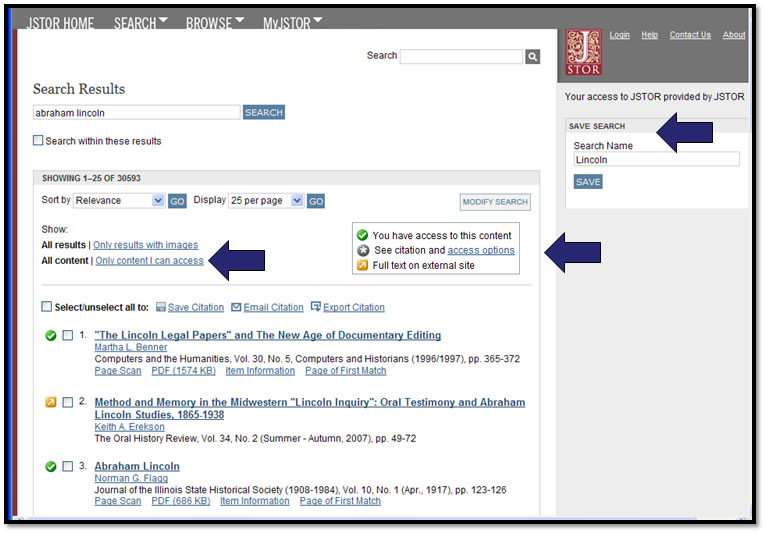 JSTOR HOME SEARCH BROWSE MyJSTOR
Login Help Contact Us About
J
STOR
Search
Your access to JSTOR provided by JSTOR
Search Results
abraham lincoln SEARCH
Search within these results
SAVE SEARCH
Search Name
Lincoln
SAVE
SHOWING 1–25 OF 30593
Sort by Relevance GO Display 25 per page GO MODIFY SEARCH
Show:
All results | Only results with images
All content | Only content I can access
You have access to this content
See citation and access options
Full text on external site
Select/unselect all to: Save Citation Email Citation Export Citation
1. "The Lincoln Legal Papers" and The New Age of Documentary Editing
Martha L. Benner
Computers and the Humanities, Vol. 30, No. 5, Computers and Historians (1996/1997), pp. 365-372
Page Scan PDF (1574 KB) Item Information Page of First Match
2. Method and Memory in the Midwestern "Lincoln Inquiry": Oral Testimony and Abraham
Lincoln Studies, 1865-1938
Keith A. Erekson
The Oral History Review, Vol. 34, No. 2 (Summer - Autumn, 2007), pp. 49-72
3. Abraham Lincoln
Norman G. Flagg
Journal of the Illinois State Historical Society (1908-1984), Vol. 10, No. 1 (Apr., 1917), pp. 123-126
Page Scan PDF (686 KB) Item Information Page of First Match